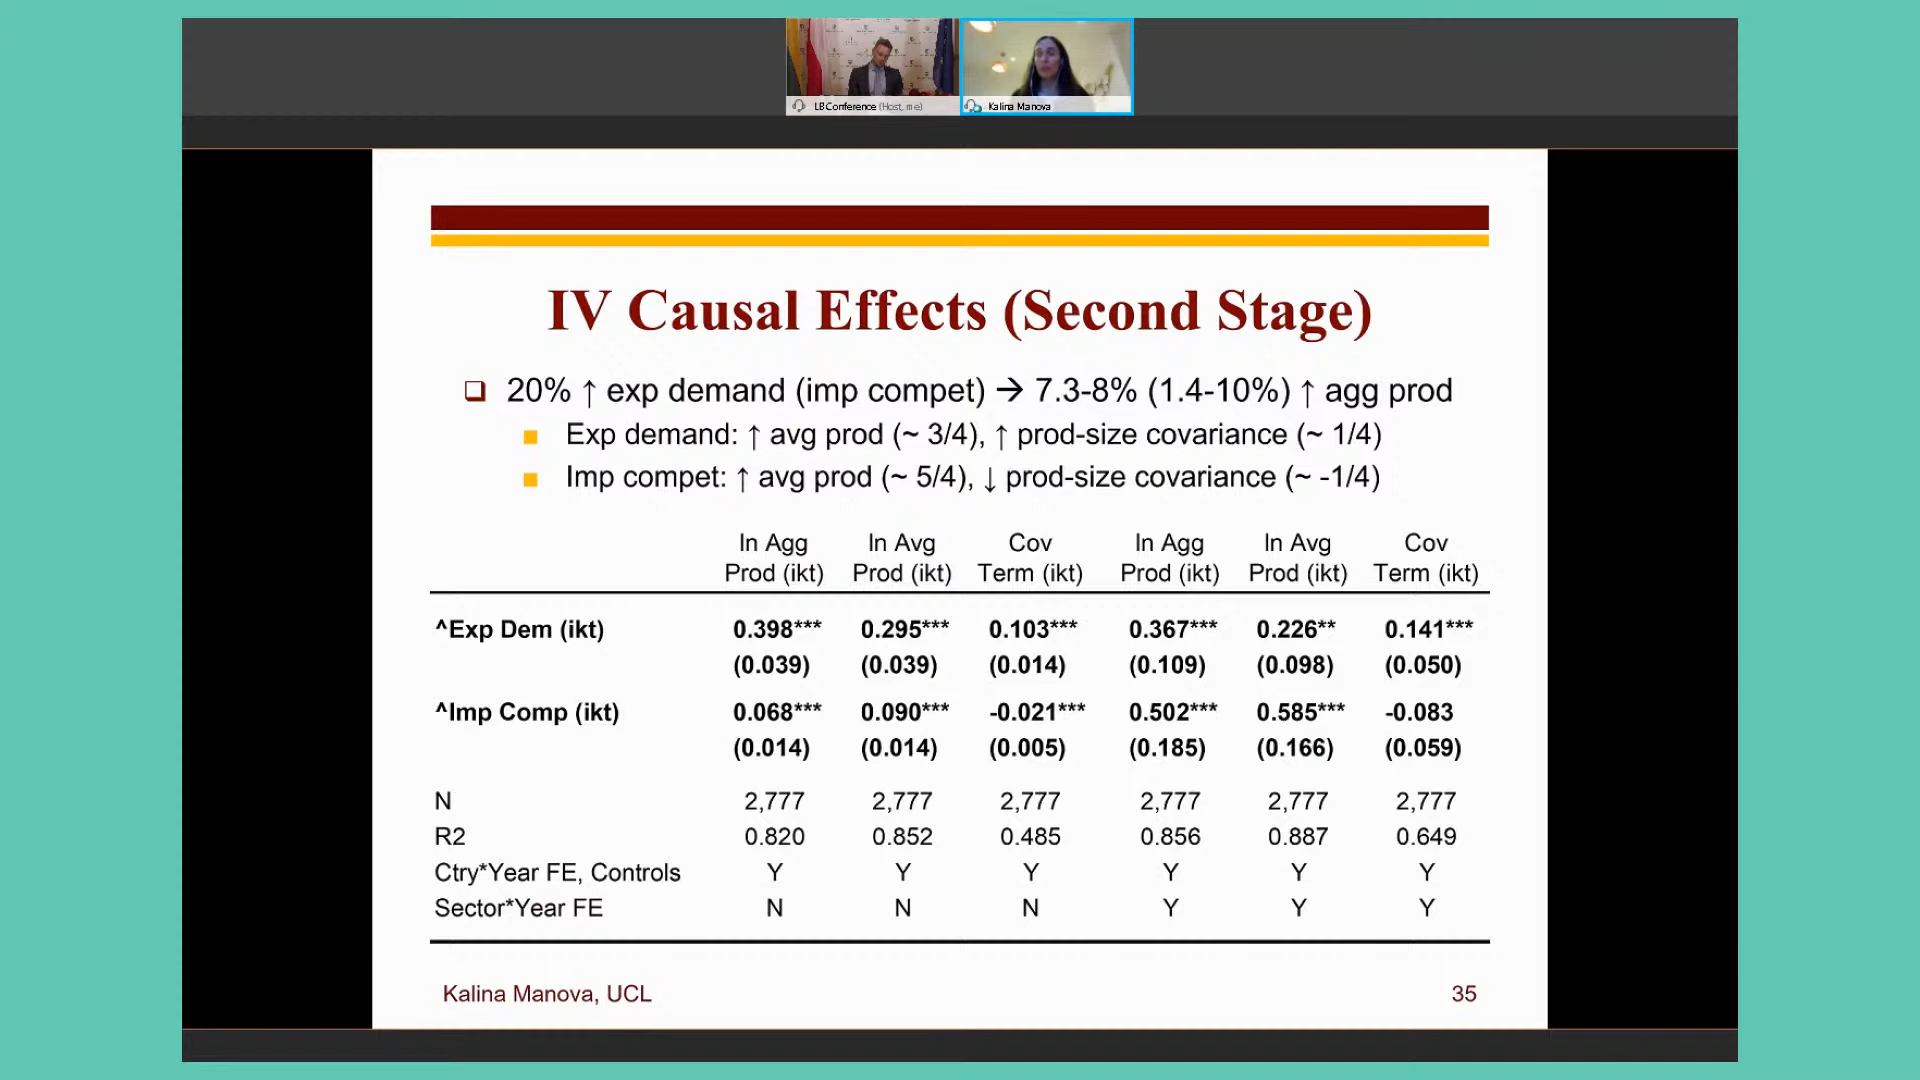 LB Conference (Host, me)
Kalina Manova
IV Causal Effects (Second Stage)
20% ↑ exp demand (imp compet) → 7.3-8% (1.4-10%) ↑ agg prod
Exp demand: ↑ avg prod (~ 3/4), ↑ prod-size covariance (~ 1/4)
Imp compet: ↑ avg prod (~ 5/4), ↓ prod-size covariance (~ -1/4)
ln Agg ln Avg Cov ln Agg ln Avg Cov
Prod (ikt) Prod (ikt) Term (ikt) Prod (ikt) Prod (ikt) Term (ikt)
^Exp Dem (ikt) 0.398*** 0.295*** 0.103*** 0.367*** 0.226** 0.141***
(0.039) (0.039) (0.014) (0.109) (0.098) (0.050)
^Imp Comp (ikt) 0.068*** 0.090*** -0.021*** 0.502*** 0.585*** -0.083
(0.014) (0.014) (0.005) (0.185) (0.166) (0.059)
N 2,777 2,777 2,777 2,777 2,777 2,777
R2 0.820 0.852 0.485 0.856 0.887 0.649
Ctry*Year FE, Controls Y Y Y Y Y Y
Sector*Year FE N N N Y Y Y
Kalina Manova, UCL 35